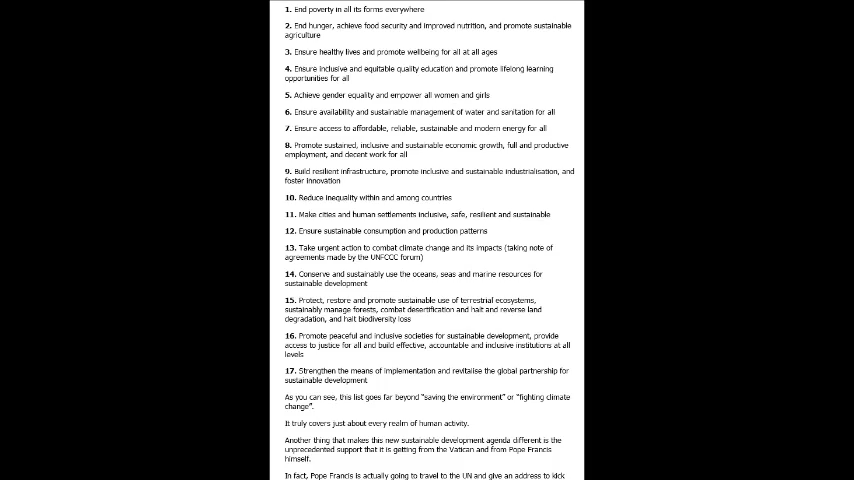 1. End poverty in all its forms everywhere
2. End hunger, achieve food security and improved nutrition, and promote sustainable
agriculture
3. Ensure healthy lives and promote wellbeing for all at all ages
4. Ensure inclusive and equitable quality education and promote lifelong learning
opportunities for all
5. Achieve gender equality and empower all women and girls
6. Ensure availability and sustainable management of water and sanitation for all
7. Ensure access to affordable, reliable, sustainable and modern energy for all
8. Promote sustained, inclusive and sustainable economic growth, full and productive
employment, and decent work for all
9. Build resilient infrastructure, promote inclusive and sustainable industrialisation, and
foster innovation
10. Reduce inequality within and among countries
11. Make cities and human settlements inclusive, safe, resilient and sustainable
12. Ensure sustainable consumption and production patterns
13. Take urgent action to combat climate change and its impacts (taking note of
agreements made by the UNFCCC forum)
14. Conserve and sustainably use the oceans, seas and marine resources for
sustainable development
15. Protect, restore and promote sustainable use of terrestrial ecosystems,
sustainably manage forests, combat desertification and halt and reverse land
degradation, and halt biodiversity loss
16. Promote peaceful and inclusive societies for sustainable development, provide
access to justice for all and build effective, accountable and inclusive institutions at all
levels
17. Strengthen the means of implementation and revitalise the global partnership for
sustainable development
As you can see, this list goes far beyond “saving the environment” or “fighting climate
change”.
It truly covers just about every realm of human activity.
Another thing that makes this new sustainable development agenda different is the
unprecedented support that it is getting from the Vatican and from Pope Francis
himself.
In fact, Pope Francis is actually going to travel to the UN and give an address to kick